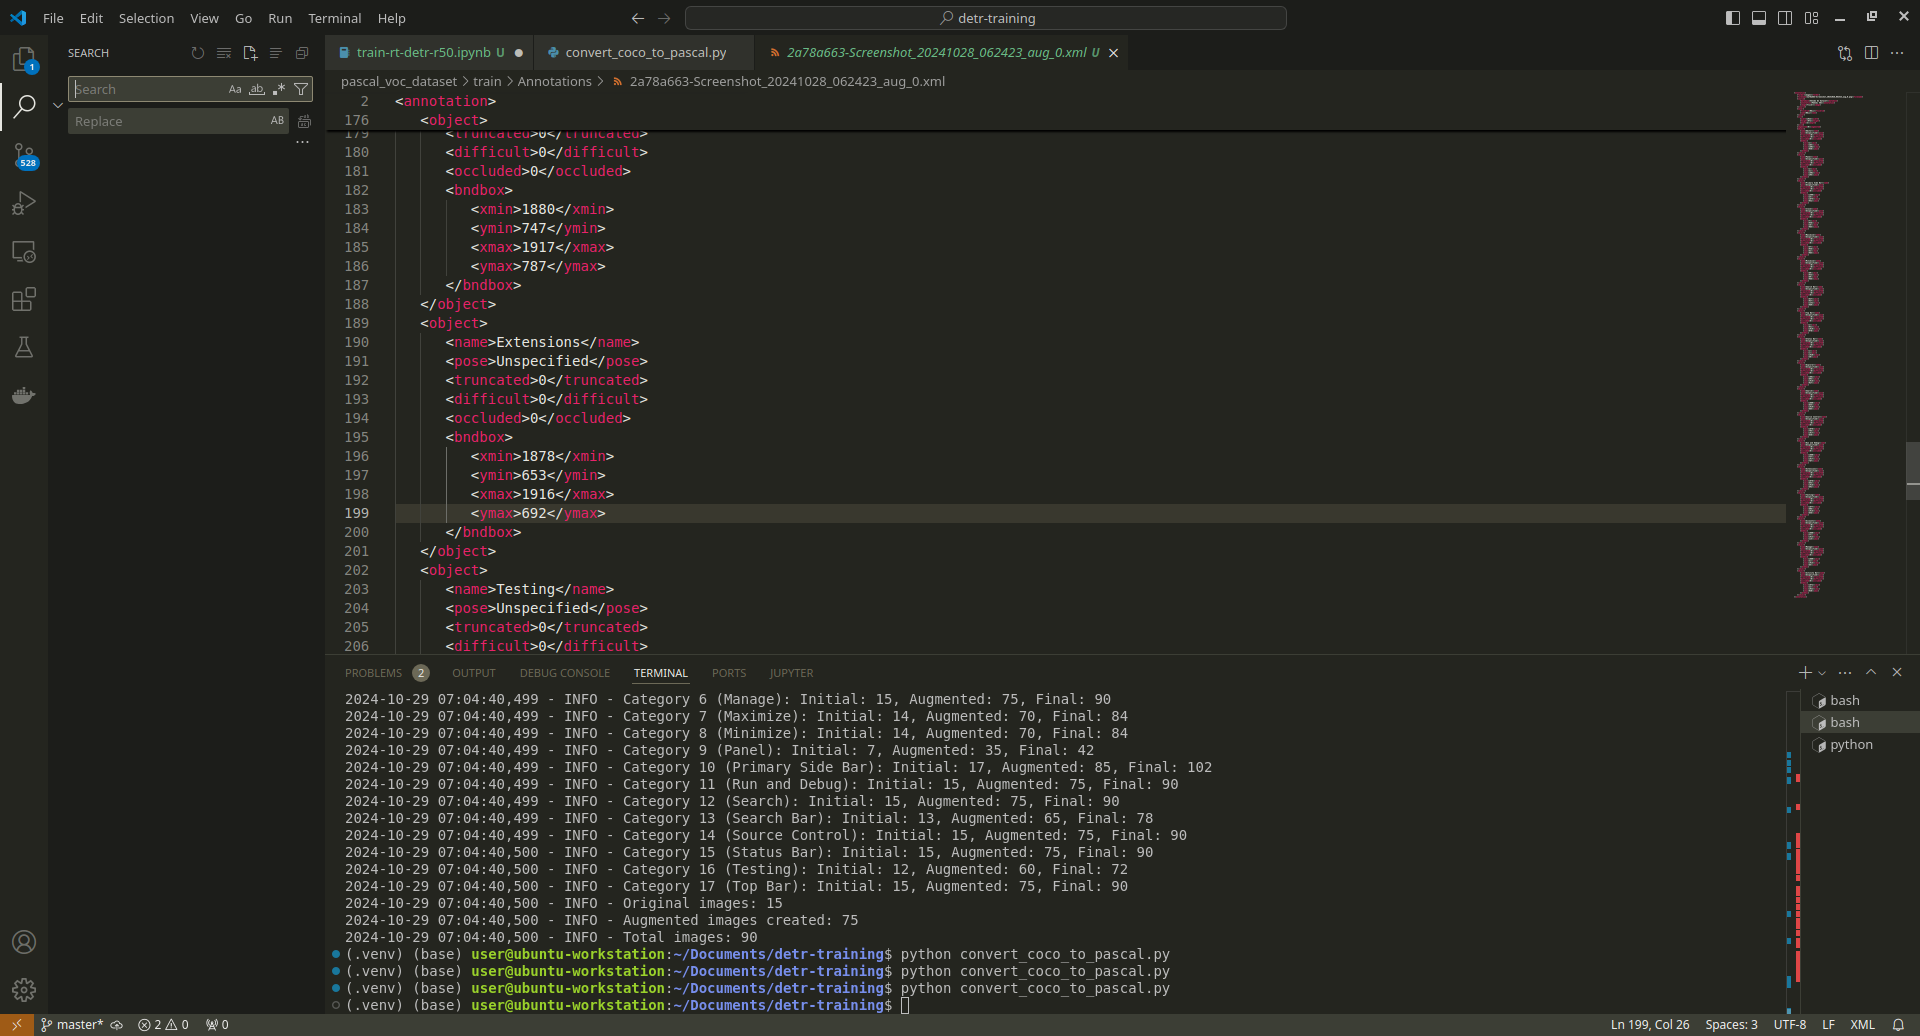 File Edit Selection View Go Run Terminal Help
detr-training
SEARCH
1
Search
Aa
ab
Replace
AB
528
train-rt-detr-r50.ipynb U
convert_coco_to_pascal.py
2a78a663-Screenshot_20241028_062423_aug_0.xml U
pascal_voc_dataset > train > Annotations > 2a78a663-Screenshot_20241028_062423_aug_0.xml
2 <annotation>
176 <object>
179 <truncated>0</truncated>
180 <difficult>0</difficult>
181 <occluded>0</occluded>
182 <bndbox>
183 <xmin>1880</xmin>
184 <ymin>747</ymin>
185 <xmax>1917</xmax>
186 <ymax>787</ymax>
187 </bndbox>
188 </object>
189 <object>
190 <name>Extensions</name>
191 <pose>Unspecified</pose>
192 <truncated>0</truncated>
193 <difficult>0</difficult>
194 <occluded>0</occluded>
195 <bndbox>
196 <xmin>1878</xmin>
197 <ymin>653</ymin>
198 <xmax>1916</xmax>
199 <ymax>692</ymax>
200 </bndbox>
201 </object>
202 <object>
203 <name>Testing</name>
204 <pose>Unspecified</pose>
205 <truncated>0</truncated>
206 <difficult>0</difficult>
PROBLEMS 2 OUTPUT DEBUG CONSOLE TERMINAL PORTS JUPYTER
2024-10-29 07:04:40,499 - INFO - Category 6 (Manage): Initial: 15, Augmented: 75, Final: 90
2024-10-29 07:04:40,499 - INFO - Category 7 (Maximize): Initial: 14, Augmented: 70, Final: 84
2024-10-29 07:04:40,499 - INFO - Category 8 (Minimize): Initial: 14, Augmented: 70, Final: 84
2024-10-29 07:04:40,499 - INFO - Category 9 (Panel): Initial: 7, Augmented: 35, Final: 42
2024-10-29 07:04:40,499 - INFO - Category 10 (Primary Side Bar): Initial: 17, Augmented: 85, Final: 102
2024-10-29 07:04:40,499 - INFO - Category 11 (Run and Debug): Initial: 15, Augmented: 75, Final: 90
2024-10-29 07:04:40,499 - INFO - Category 12 (Search): Initial: 15, Augmented: 75, Final: 90
2024-10-29 07:04:40,499 - INFO - Category 13 (Search Bar): Initial: 13, Augmented: 65, Final: 78
2024-10-29 07:04:40,499 - INFO - Category 14 (Source Control): Initial: 15, Augmented: 75, Final: 90
2024-10-29 07:04:40,500 - INFO - Category 15 (Status Bar): Initial: 15, Augmented: 75, Final: 90
2024-10-29 07:04:40,500 - INFO - Category 16 (Testing): Initial: 12, Augmented: 60, Final: 72
2024-10-29 07:04:40,500 - INFO - Category 17 (Top Bar): Initial: 15, Augmented: 75, Final: 90
2024-10-29 07:04:40,500 - INFO - Original images: 15
2024-10-29 07:04:40,500 - INFO - Augmented images created: 75
2024-10-29 07:04:40,500 - INFO - Total images: 90
(.venv) (base) user@ubuntu-workstation:~/Documents/detr-training$ python convert_coco_to_pascal.py
(.venv) (base) user@ubuntu-workstation:~/Documents/detr-training$ python convert_coco_to_pascal.py
(.venv) (base) user@ubuntu-workstation:~/Documents/detr-training$ python convert_coco_to_pascal.py
(.venv) (base) user@ubuntu-workstation:~/Documents/detr-training$
bash
bash
python
master* 2 0 0 Ln 199, Col 26 Spaces: 3 UTF-8 LF XML